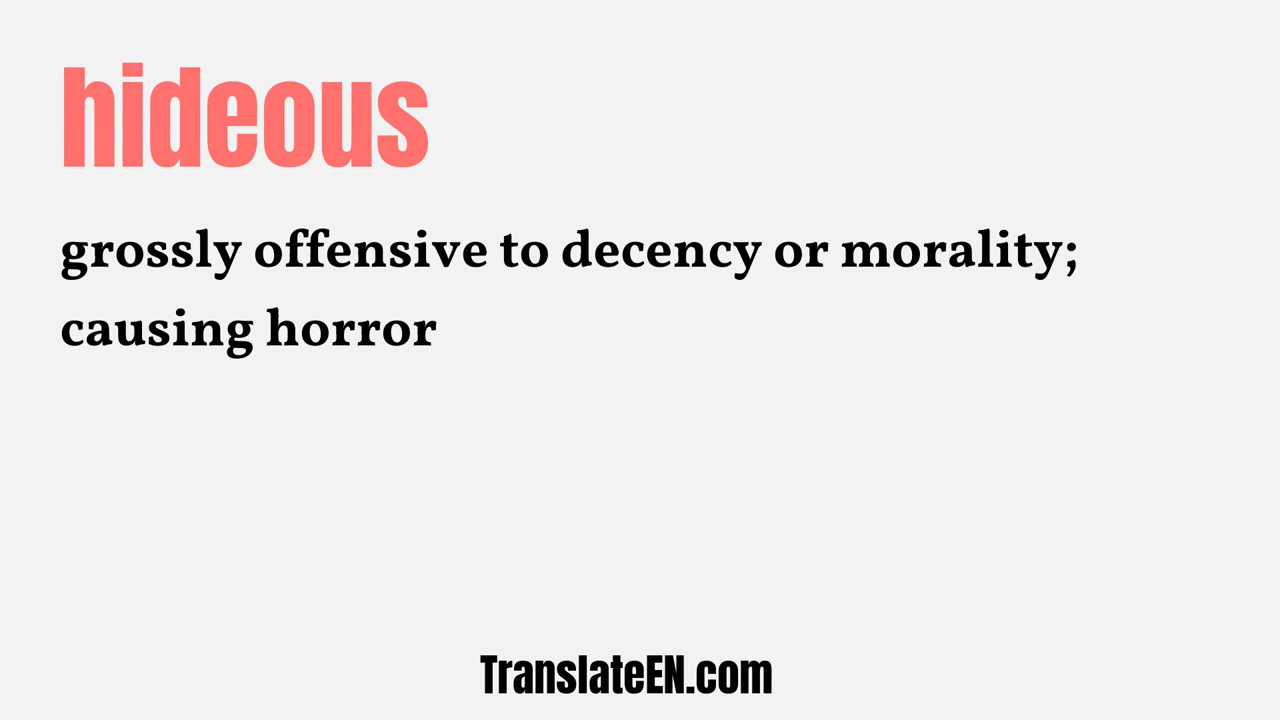 hideous
grossly offensive to decency or morality;
causing horror
TranslateEN.com